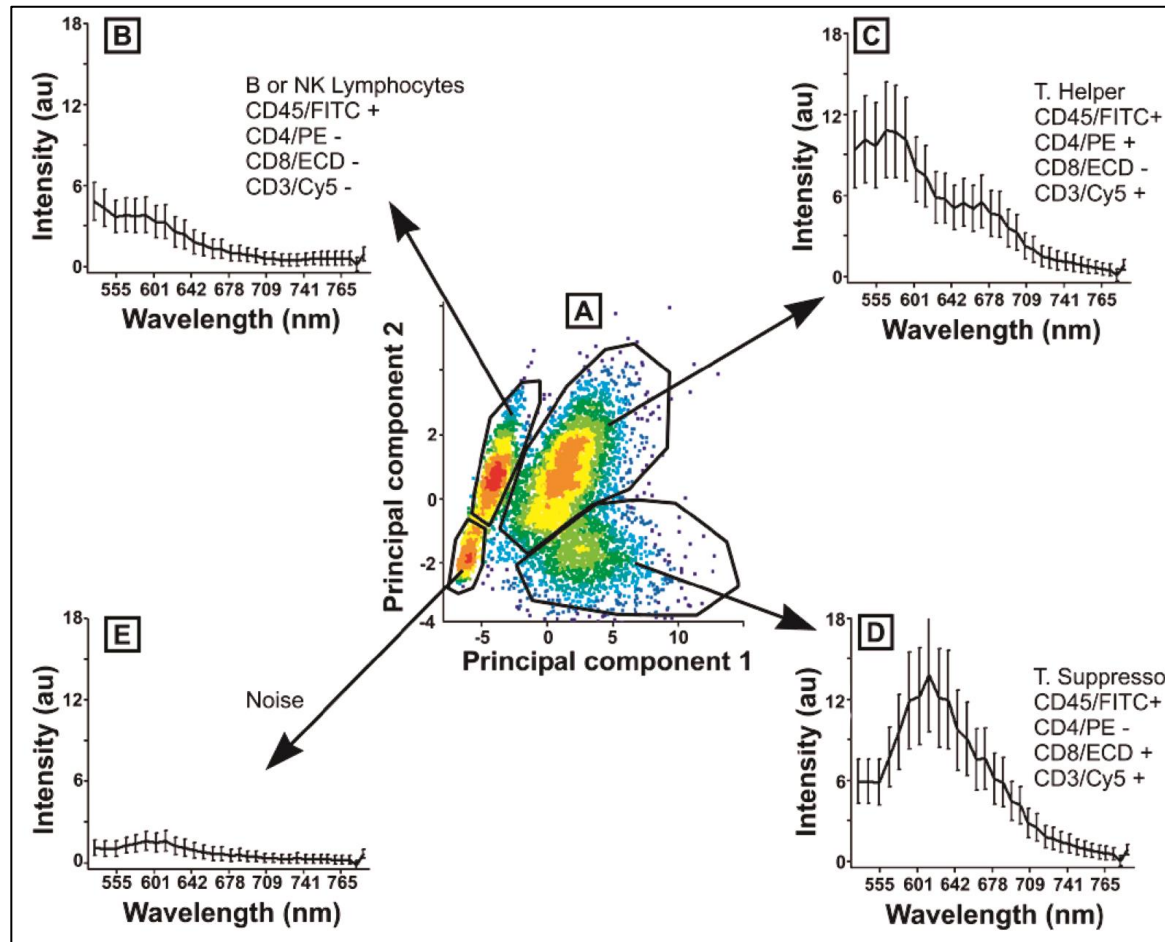 B
18
12
6
0
Intensity (au)
B or NK Lymphocytes
CD45/FITC +
CD4/PE -
CD8/ECD -
CD3/Cy5 -
555 601 642 678 709 741 765
Wavelength (nm)
C
18
12
6
0
Intensity (au)
T. Helper
CD45/FITC+
CD4/PE +
CD8/ECD -
CD3/Cy5 +
555 601 642 678 709 741 765
Wavelength (nm)
A
Principal component 2
2
0
-2
-4
-5 0 5 10
Principal component 1
E
18
12
6
0
Intensity (au)
Noise
555 601 642 678 709 741 765
Wavelength (nm)
D
18
12
6
0
Intensity (au)
T. Suppresso
CD45/FITC+
CD4/PE -
CD8/ECD +
CD3/Cy5 +
555 601 642 678 709 741 765
Wavelength (nm)